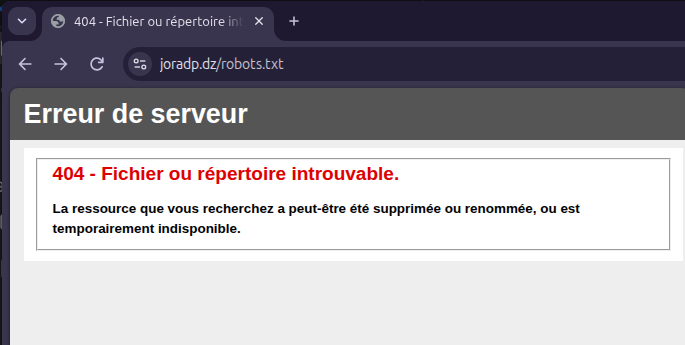 404 - Fichier ou répertoire int
joradp.dz/robots.txt
Erreur de serveur
404 - Fichier ou répertoire introuvable.
La ressource que vous recherchez a peut-être été supprimée ou renommée, ou est
temporairement indisponible.